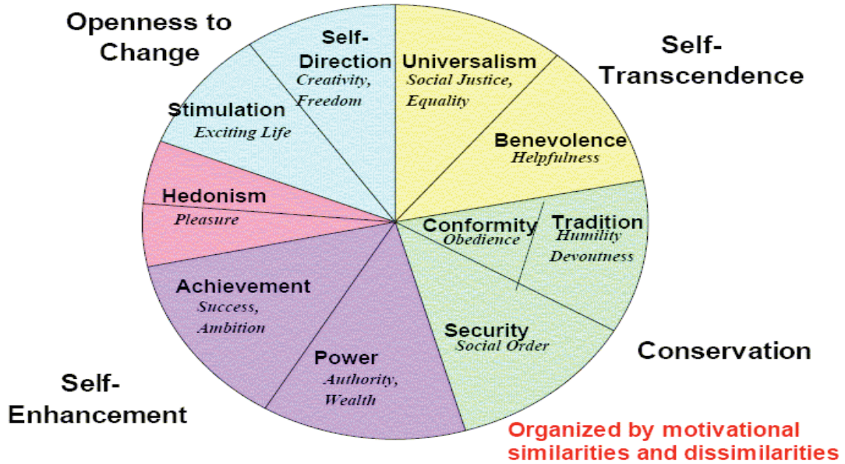 Openness to
Change
Self-
Transcendence
Self-
Direction
Creativity,
Freedom
Universalism
Social Justice,
Equality
Stimulation
Exciting Life
Benevolence
Helpfulness
Hedonism
Pleasure
Conformity
Obedience
Tradition
Humility
Devoutness
Achievement
Success,
Ambition
Security
Social Order
Power
Authority,
Wealth
Conservation
Self-
Enhancement
Organized by motivational
similarities and dissimilarities